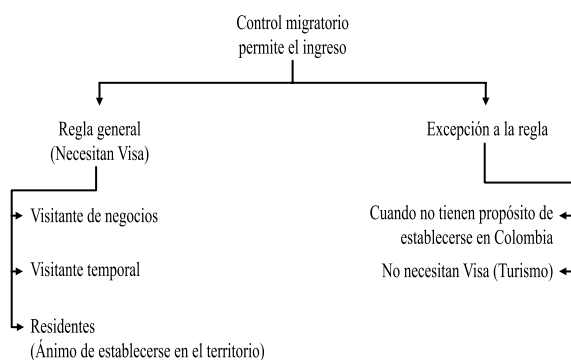 Control migratorio
permite el ingreso
Regla general
(Necesitan Visa)
Excepción a la regla
Visitante de negocios
Visitante temporal
Residentes
(Ánimo de establecerse en el territorio)
Cuando no tienen propósito de
establecerse en Colombia
No necesitan Visa (Turismo)